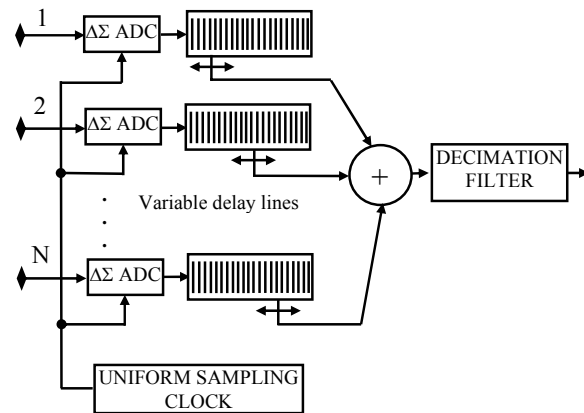 1
ΔΣ ADC
2
ΔΣ ADC
DECIMATION
FILTER
+
Variable delay lines
N
ΔΣ ADC
UNIFORM SAMPLING
CLOCK